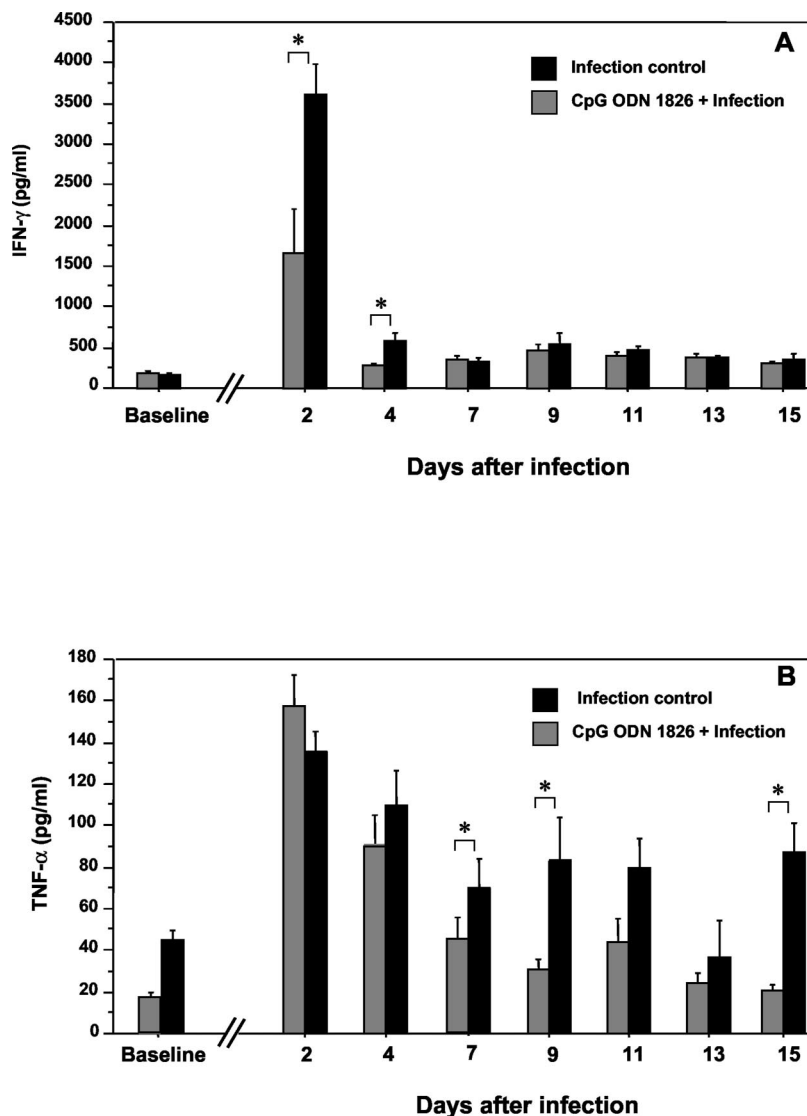 A
Infection control
CpG ODN 1826 + Infection
IFN-γ (pg/ml)
4500
4000
3500
3000
2500
2000
1500
1000
500
0
*
*
Baseline 2 4 7 9 11 13 15
Days after infection
B
Infection control
CpG ODN 1826 + Infection
TNF-α (pg/ml)
180
160
140
120
100
80
60
40
20
0
*
*
*
Baseline 2 4 7 9 11 13 15
Days after infection